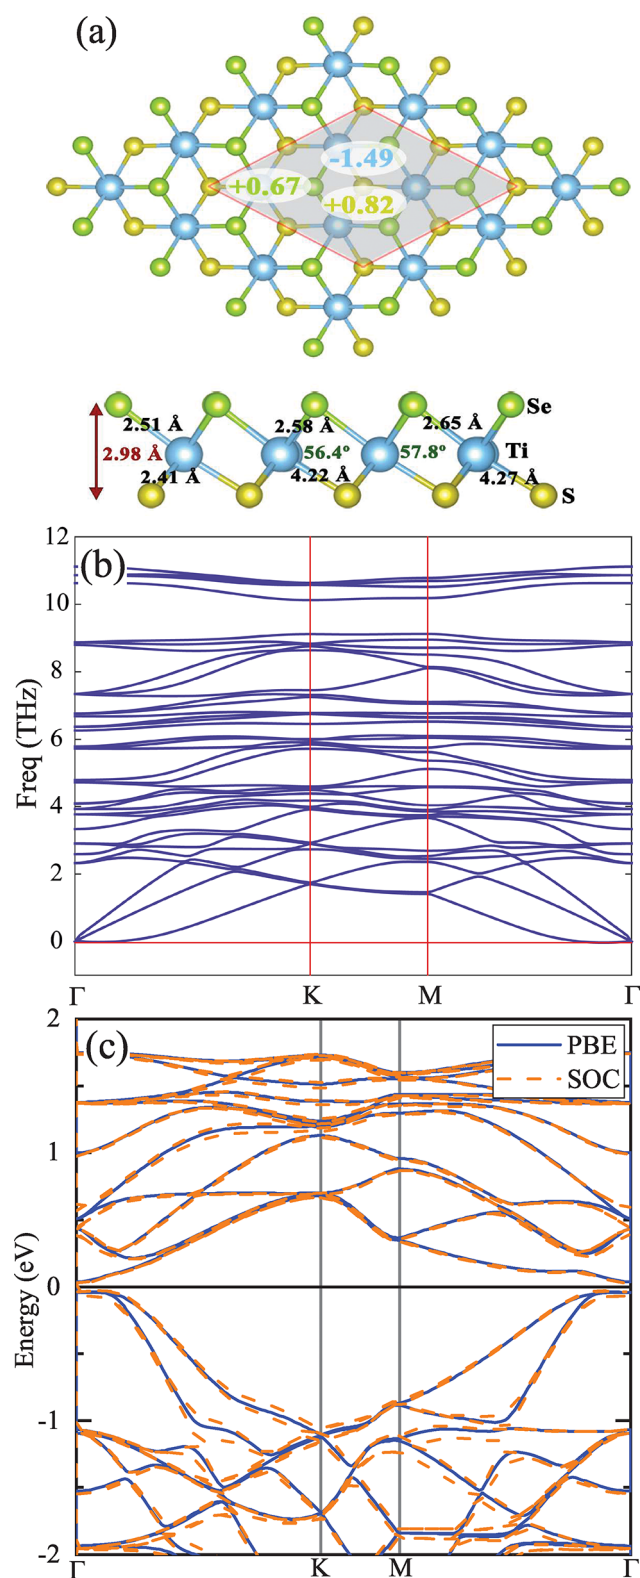 (a)
-1.49
+0.67
+0.82
Se
2.51 Å 2.58 Å 2.65 Å
2.98 Å 56.4° 57.8° Ti
2.41 Å 4.22 Å 4.27 Å
S
(b)
12
10
8
6
4
2
0
Freq (THz)
Γ K M Γ
(c)
PBE
SOC
2
1
0
-1
-2
Energy (eV)
Γ K M Γ